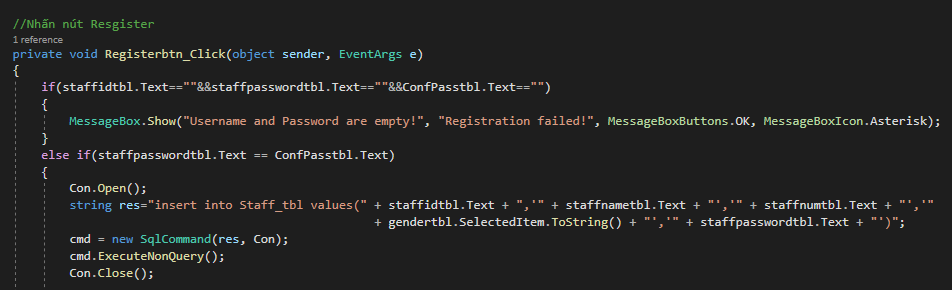 //Nhấn nút Resgister
1 reference
private void Registerbtn_Click(object sender, EventArgs e)
{
if(staffidtbl.Text==""&&staffpasswordtbl.Text==""&&ConfPasstbl.Text=="")
{
MessageBox.Show("Username and Password are empty!", "Registration failed!", MessageBoxButtons.OK, MessageBoxIcon.Asterisk);
}
else if(staffpasswordtbl.Text == ConfPasstbl.Text)
{
Con.Open();
string res="insert into Staff_tbl values(" + staffidtbl.Text + ",'" + staffnametbl.Text + "','" + staffnumtbl.Text + "','"
+ gendertbl.SelectedItem.ToString() + "','" + staffpasswordtbl.Text + "')";
cmd = new SqlCommand(res, Con);
cmd.ExecuteNonQuery();
Con.Close();